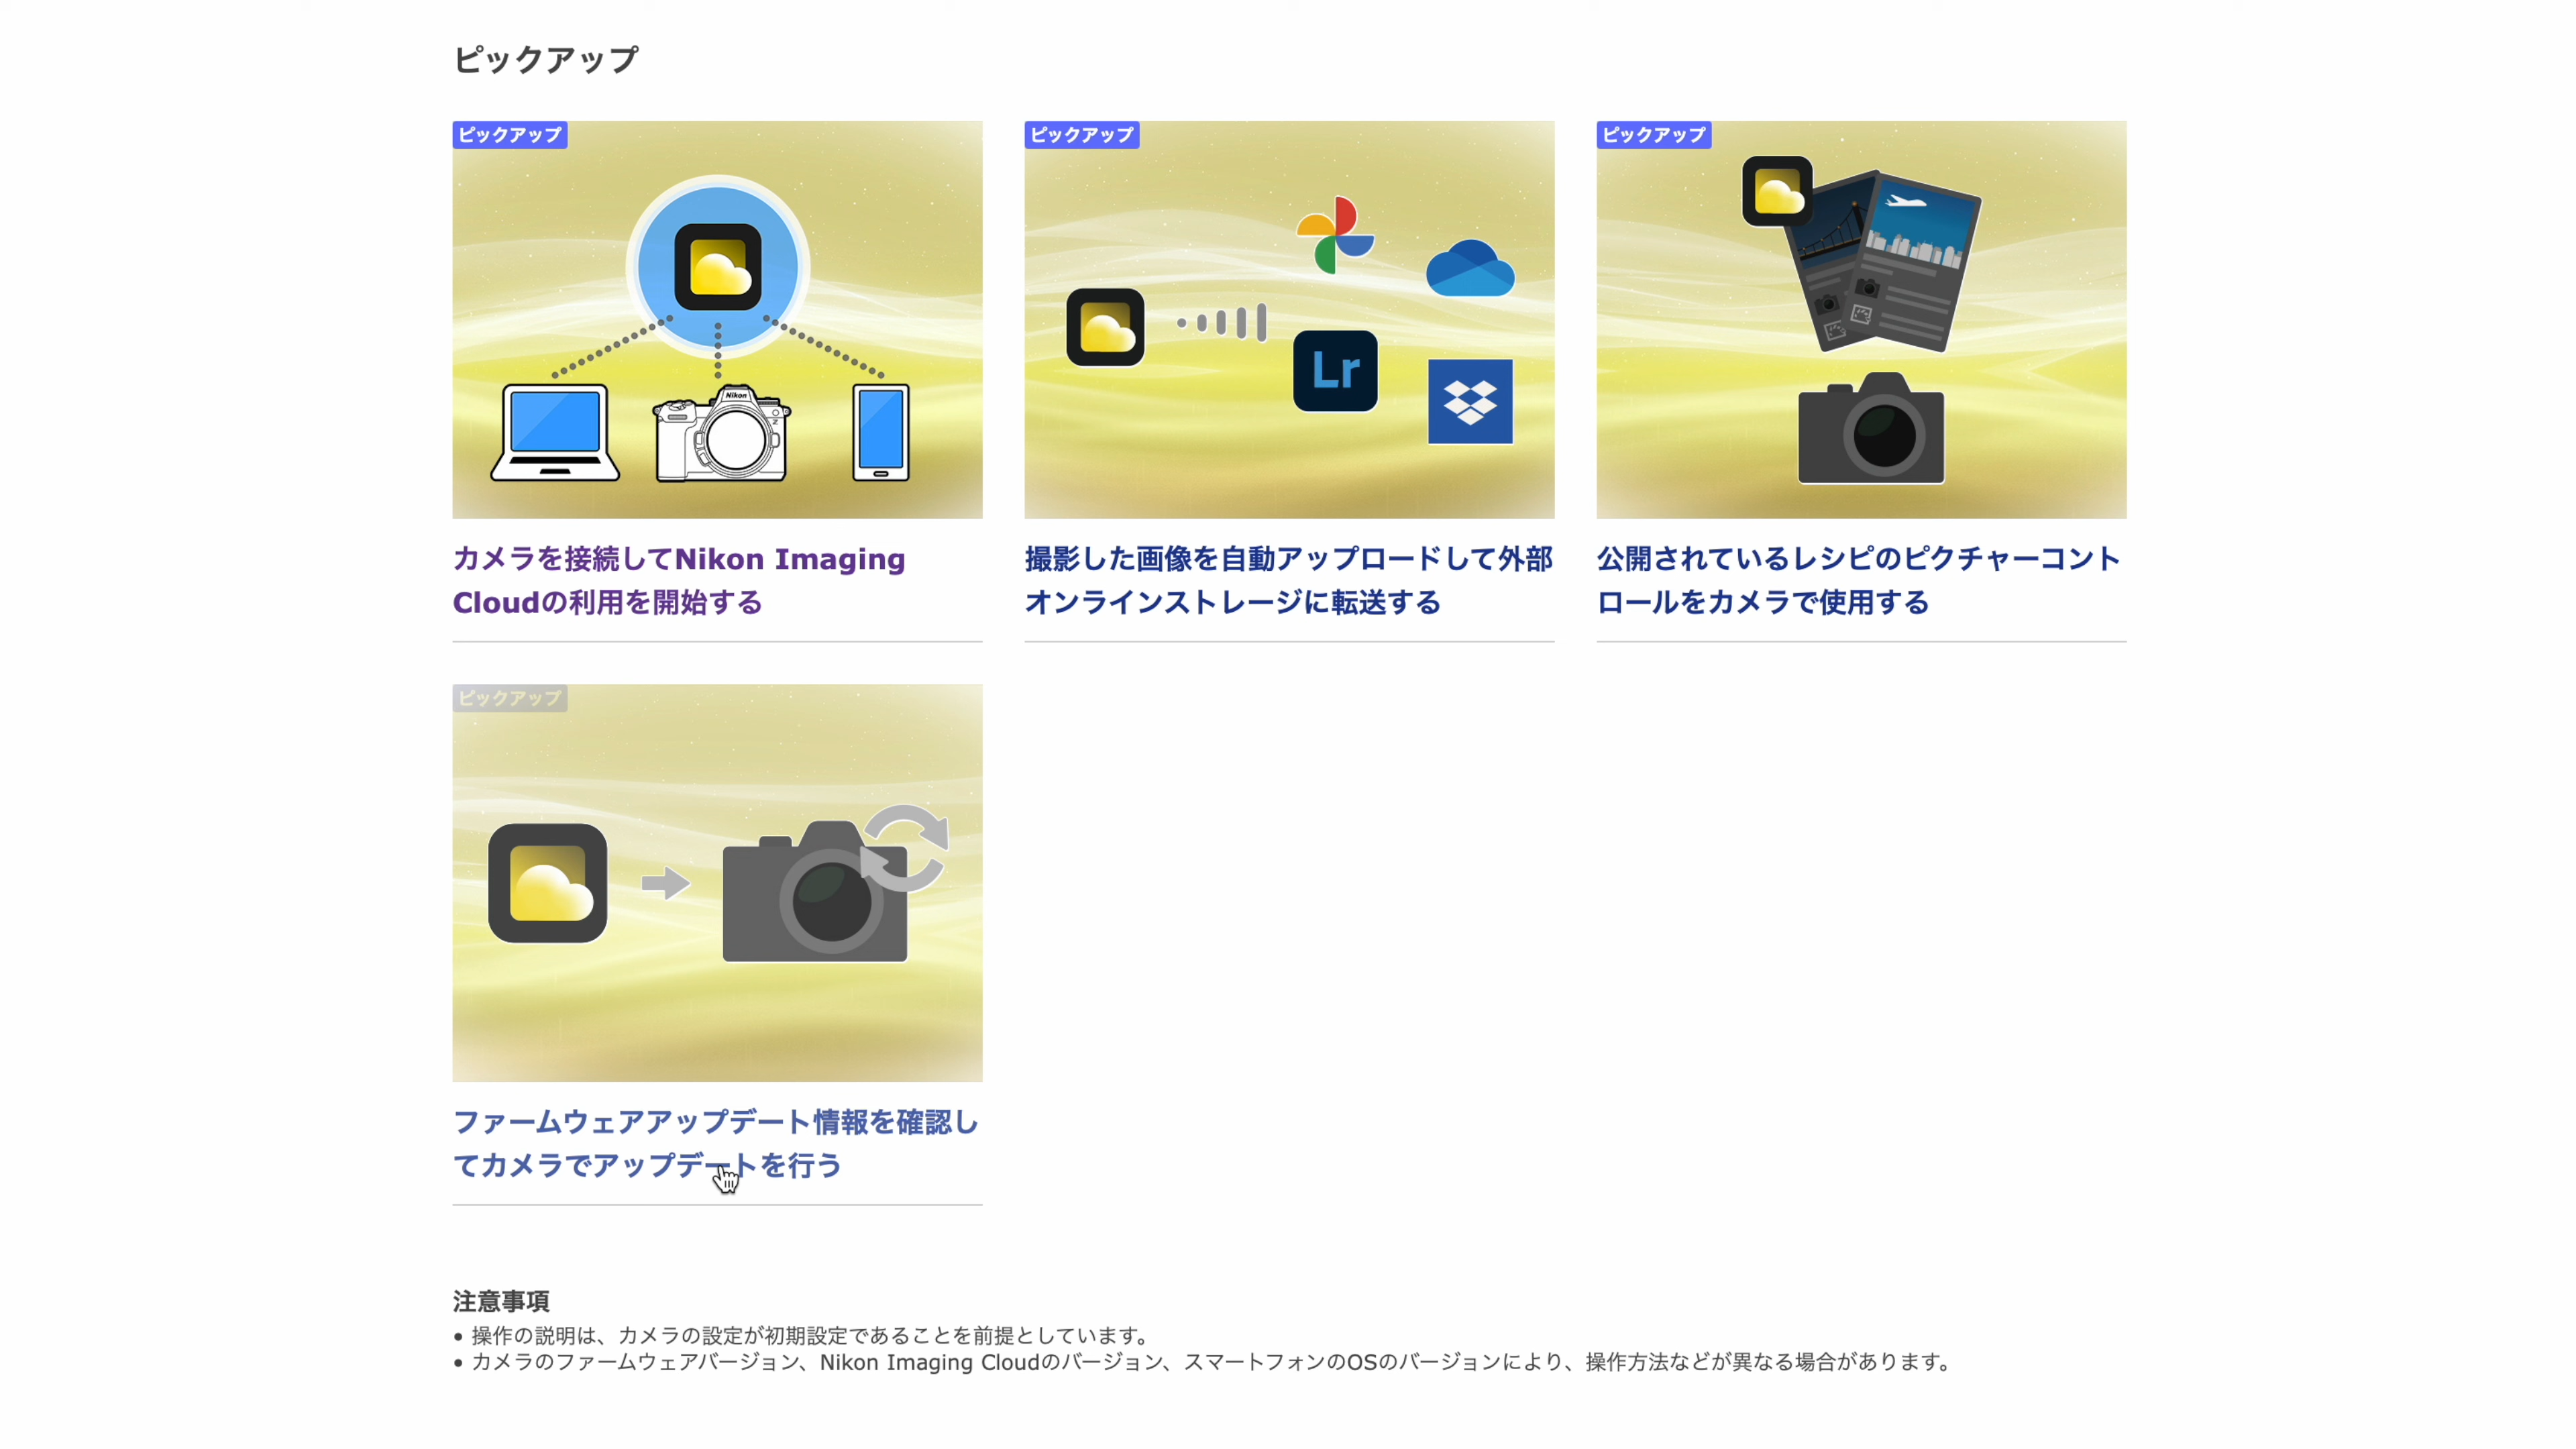 ピックアップ
ピックアップ
Nikon
Z
カメラを接続してNikon Imaging
Cloudの利用を開始する
ピックアップ
Lr
撮影した画像を自動アップロードして外部
オンラインストレージに転送する
ピックアップ
公開されているレシピのピクチャーコント
ロールをカメラで使用する
ピックアップ
ファームウェアアップデート情報を確認し
てカメラでアップデートを行う
注意事項
• 操作の説明は、カメラの設定が初期設定であることを前提としています。
• カメラのファームウェアバージョン、Nikon Imaging Cloudのバージョン、スマートフォンのOSのバージョンにより、操作方法などが異なる場合があります。